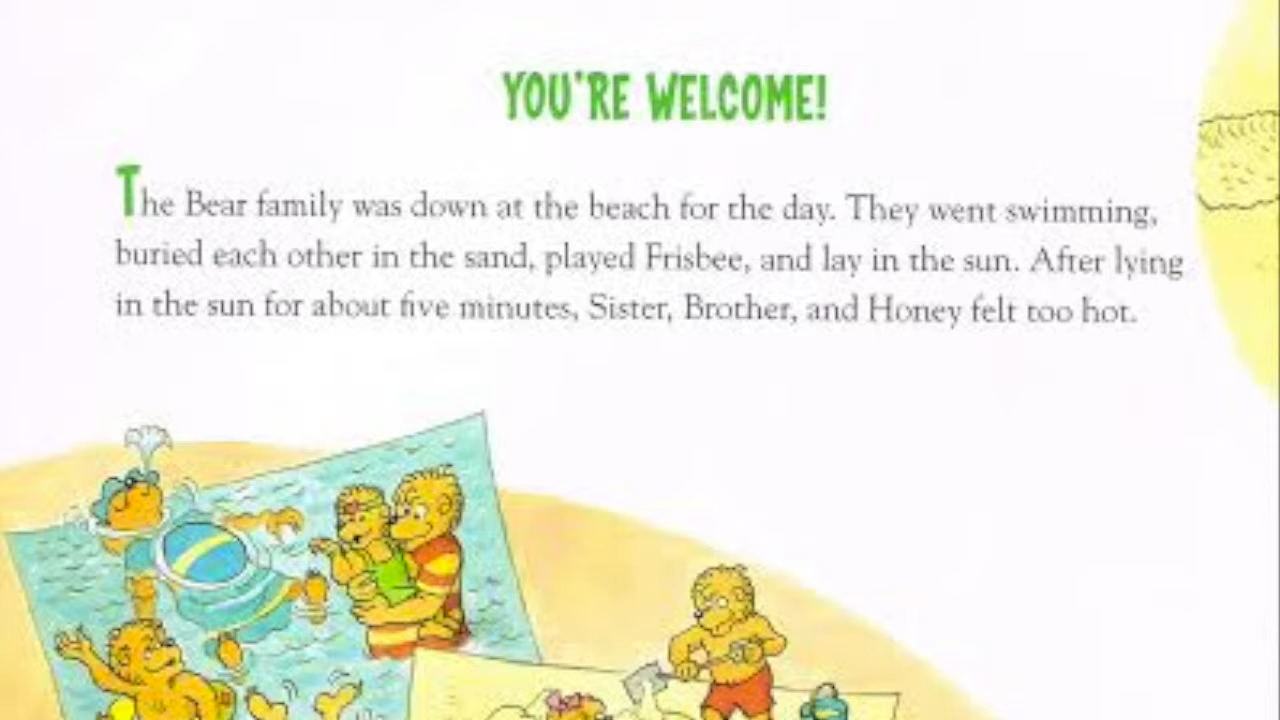 YOU'RE WELCOME!
The Bear family was down at the beach for the day. They went swimming,
buried each other in the sand, played Frisbee, and lay in the sun. After lying
in the sun for about five minutes, Sister, Brother, and Honey felt too hot.